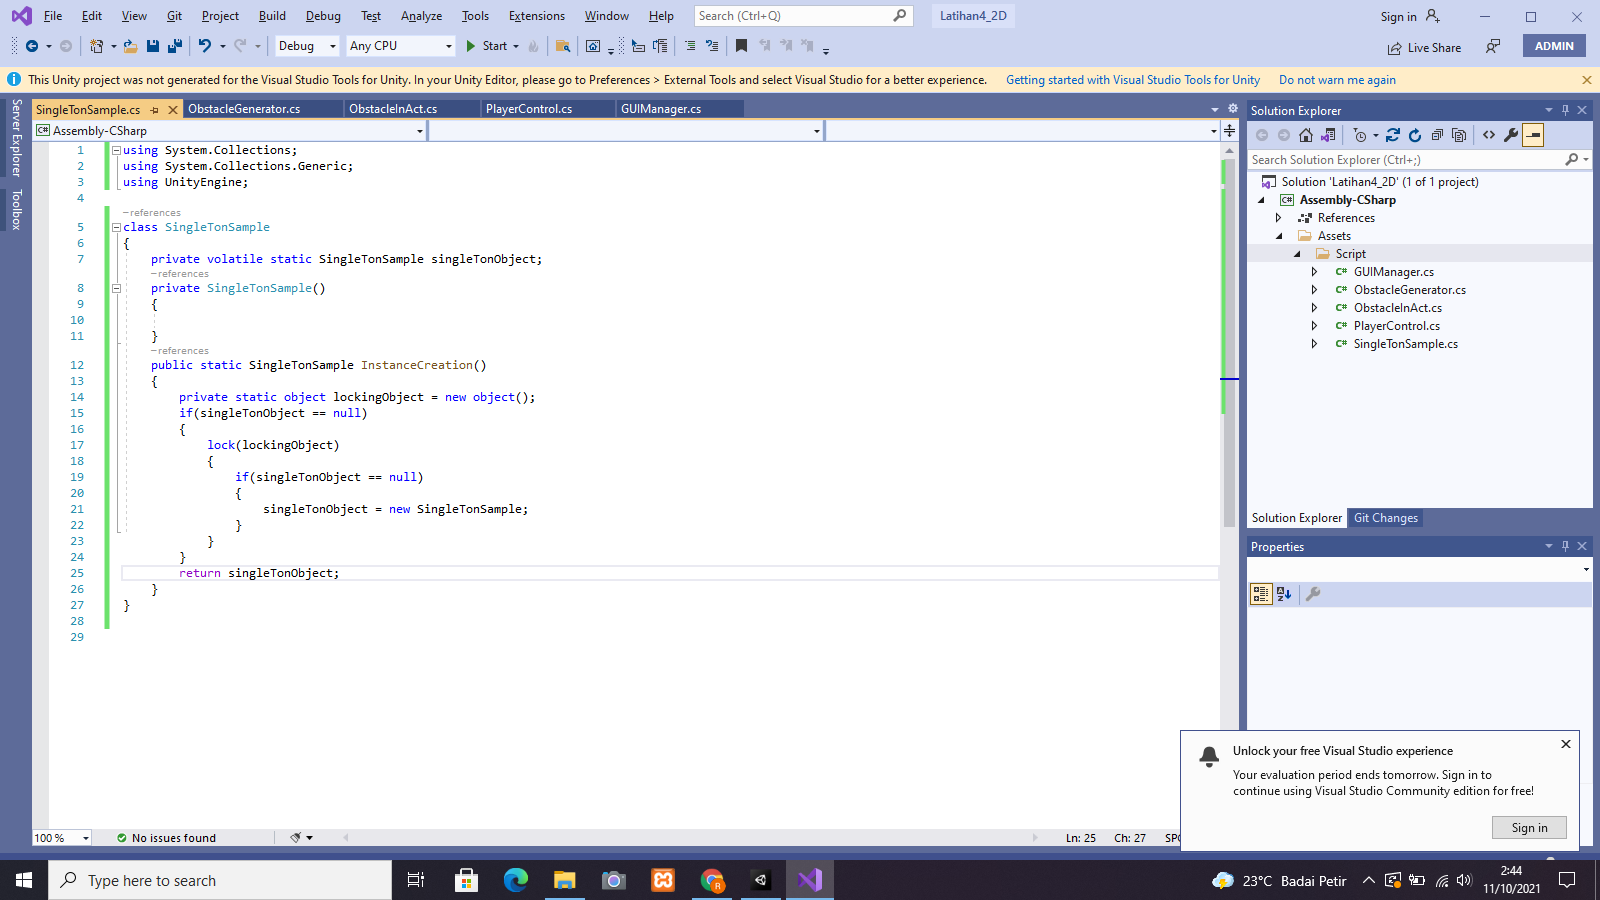 File Edit View Git Project Build Debug Test Analyze Tools Extensions Window Help Search (Ctrl+Q) Latihan4_2D Sign in
Debug Any CPU Start Live Share ADMIN
This Unity project was not generated for the Visual Studio Tools for Unity. In your Unity Editor, please go to Preferences > External Tools and select Visual Studio for a better experience. Getting started with Visual Studio Tools for Unity Do not warn me again
Server Explorer
Toolbox
SingleTonSample.cs ObstacleGenerator.cs ObstacleInAct.cs PlayerControl.cs GUIManager.cs
C# Assembly-CSharp
1 using System.Collections;
2 using System.Collections.Generic;
3 using UnityEngine;
4
– references
5 class SingleTonSample
6 {
7 private volatile static SingleTonSample singleTonObject;
– references
8 private SingleTonSample()
9 {
10
11 }
– references
12 public static SingleTonSample InstanceCreation()
13 {
14 private static object lockingObject = new object();
15 if(singleTonObject == null)
16 {
17 lock(lockingObject)
18 {
19 if(singleTonObject == null)
20 {
21 singleTonObject = new SingleTonSample;
22 }
23 }
24 }
25 return singleTonObject;
26 }
27 }
28
29
100 % No issues found Ln: 25 Ch: 27 SPC
Solution Explorer
Search Solution Explorer (Ctrl+;)
Solution 'Latihan4_2D' (1 of 1 project)
C# Assembly-CSharp
References
Assets
Script
C# GUIManager.cs
C# ObstacleGenerator.cs
C# ObstacleInAct.cs
C# PlayerControl.cs
C# SingleTonSample.cs
Solution Explorer Git Changes
Properties
Unlock your free Visual Studio experience
Your evaluation period ends tomorrow. Sign in to
continue using Visual Studio Community edition for free!
Sign in
Type here to search
23°C Badai Petir
2:44
11/10/2021